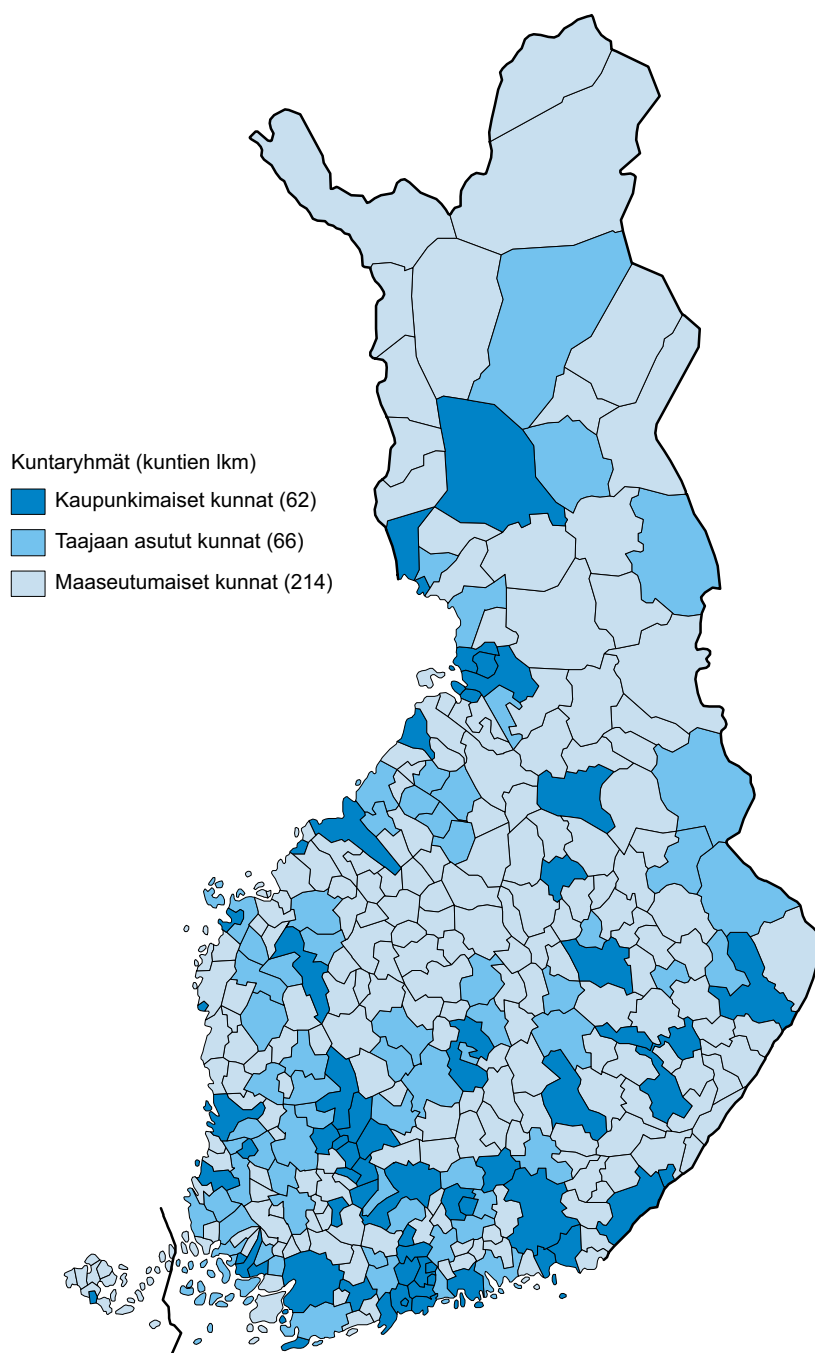 Kuntaryhmät (kuntien lkm)
Kaupunkimaiset kunnat (62)
Taajaan asutut kunnat (66)
Maaseutumaiset kunnat (214)